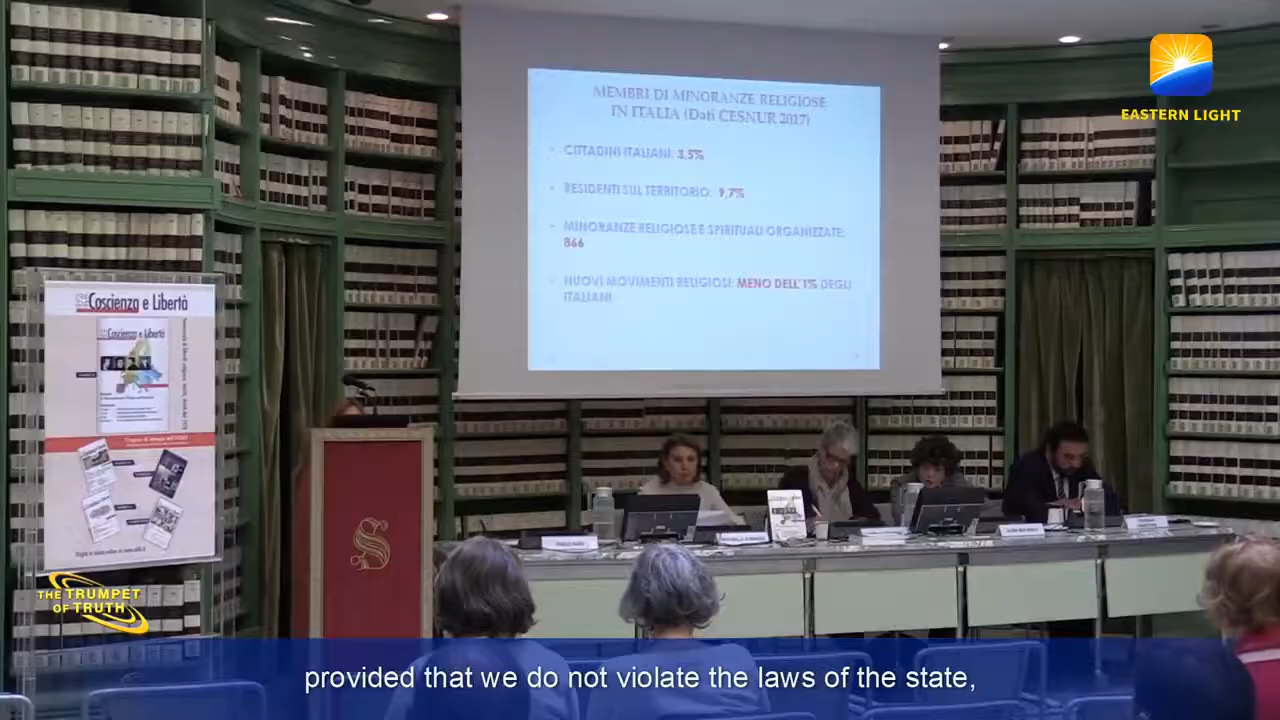 EASTERN LIGHT
MEMBRI DI MINORANZE RELIGIOSE
IN ITALIA (Dati CESNUR 2017)
• CITTADINI ITALIANI: 3,5%
• RESIDENTI SUL TERRITORIO: 9,7%
• MINORANZE RELIGIOSE E SPIRITUALI ORGANIZZATE:
866
• NUOVI MOVIMENTI RELIGIOSI: MENO DELL'1% DEGLI
ITALIANI
Coscienza e Libertà
Coscienza e Libertà
S
THE TRUMPET
OF TRUTH
provided that we do not violate the laws of the state,